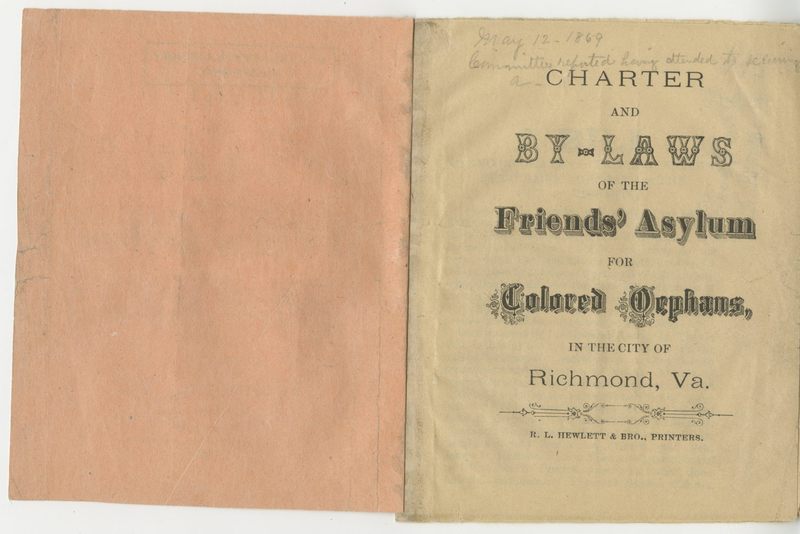 May 12 - 1869
Committee reported having attended to
a -
CHARTER
AND
BY-LAWS
OF THE
Friends' Asylum
FOR
Colored Orphans,
IN THE CITY OF
Richmond, Va.
R. L. HEWLETT & BRO., PRINTERS.